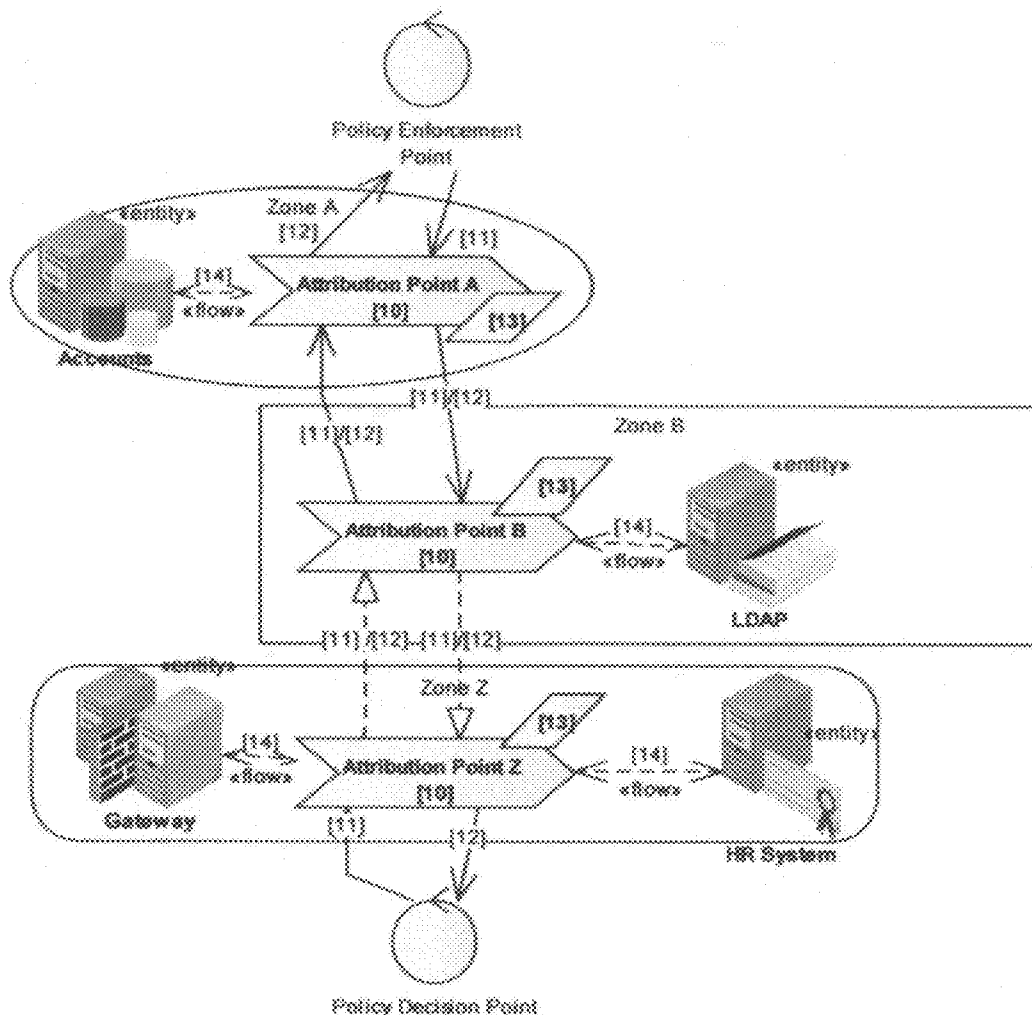 Policy Enforcement
Point
Zone A
«entity»
[12]
[11]
[14]
Attribution Point A
«flow»
[10]
[13]
Accounts
[11]/[12]
Zone B
[11]/[12]
«entity»
[13]
[14]
Attribution Point B
[10]
«flow»
LDAP
[11] /[12]
[11]/[12]
«entity»
Zone Z
[13]
«entity»
[14]
[14]
Attribution Point Z
«flow»
[10]
«flow»
Gateway
[11]
[12]
HR System
Policy Decision Point